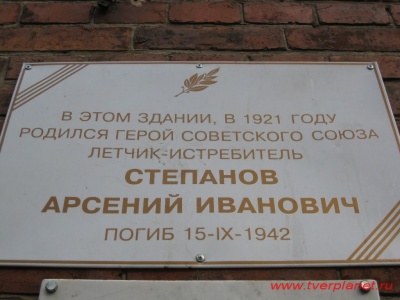 В ЭТОМ ЗДАНИИ, В 1921 ГОДУ
РОДИЛСЯ ГЕРОЙ СОВЕТСКОГО СОЮЗА
ЛЕТЧИК-ИСТРЕБИТЕЛЬ
СТЕПАНОВ
АРСЕНИЙ ИВАНОВИЧ
ПОГИБ 15-IX-1942
www.tverplanet.ru